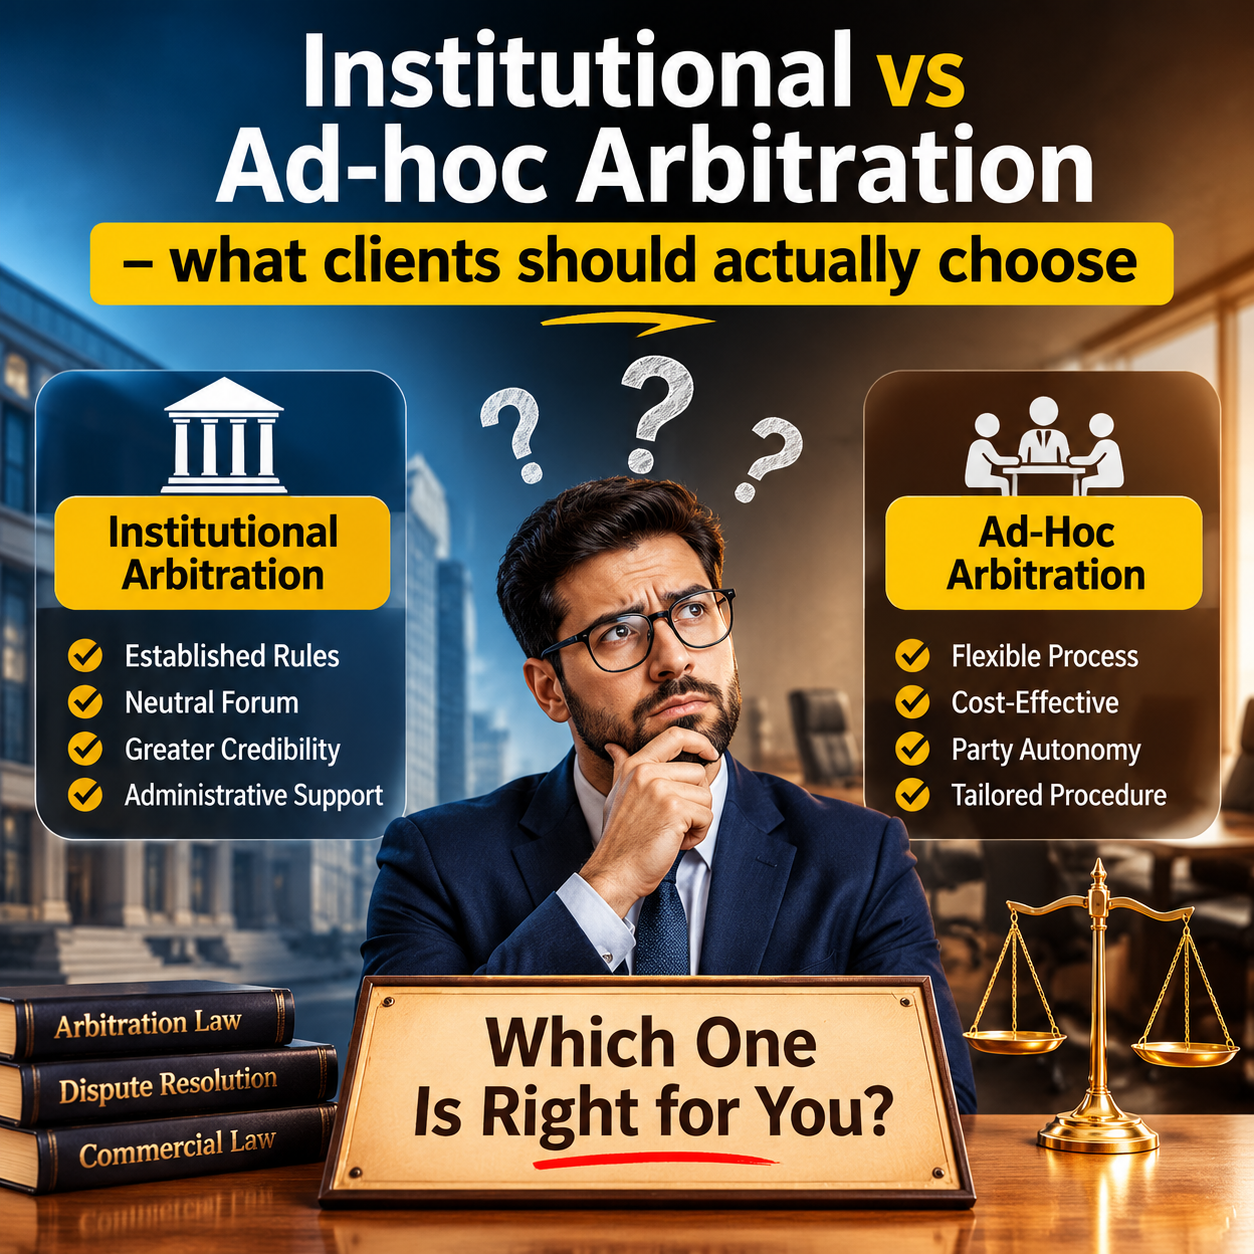 Institutional vs
Ad-hoc Arbitration
– what clients should actually choose
? ? ?
Institutional
Arbitration
Established Rules
Neutral Forum
Greater Credibility
Administrative Support
Ad-Hoc
Arbitration
Flexible Process
Cost-Effective
Party Autonomy
Tailored Procedure
Arbitration Law
Dispute Resolution
Commercial Law
Which One
Is Right for You?